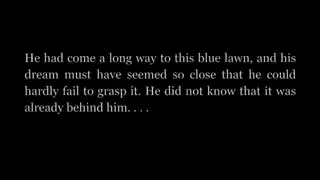 He had come a long way to this blue lawn, and his
dream must have seemed so close that he could
hardly fail to grasp it. He did not know that it was
already behind him. . . .